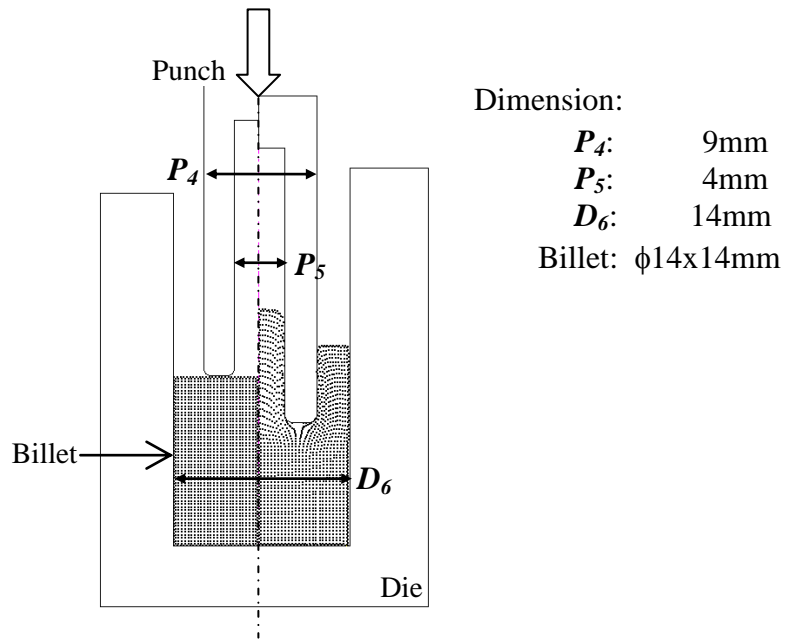 Punch
P4
P5
Billet
D6
Die
Dimension:
P4: 9mm
P5: 4mm
D6: 14mm
Billet: ϕ14x14mm